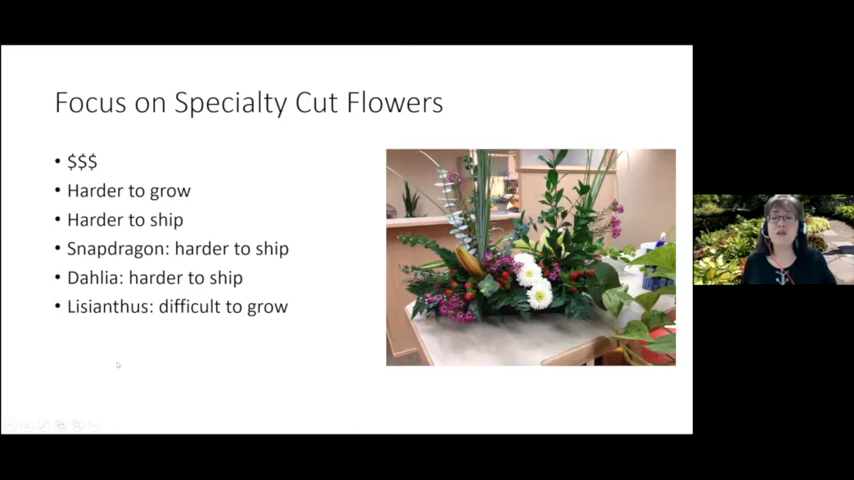 Focus on Specialty Cut Flowers
• $$$
• Harder to grow
• Harder to ship
• Snapdragon: harder to ship
• Dahlia: harder to ship
• Lisianthus: difficult to grow